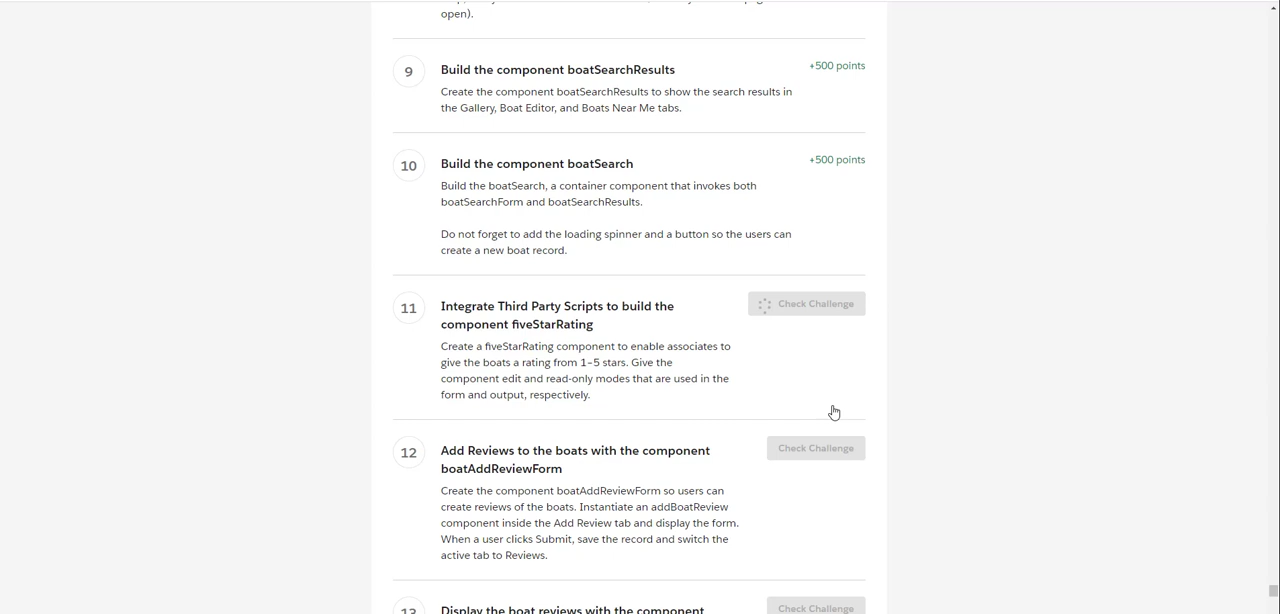 open).
9
Build the component boatSearchResults
+500 points
Create the component boatSearchResults to show the search results in
the Gallery, Boat Editor, and Boats Near Me tabs.
10
Build the component boatSearch
+500 points
Build the boatSearch, a container component that invokes both
boatSearchForm and boatSearchResults.
Do not forget to add the loading spinner and a button so the users can
create a new boat record.
11
Integrate Third Party Scripts to build the
component fiveStarRating
Check Challenge
Create a fiveStarRating component to enable associates to
give the boats a rating from 1–5 stars. Give the
component edit and read-only modes that are used in the
form and output, respectively.
12
Add Reviews to the boats with the component
boatAddReviewForm
Check Challenge
Create the component boatAddReviewForm so users can
create reviews of the boats. Instantiate an addBoatReview
component inside the Add Review tab and display the form.
When a user clicks Submit, save the record and switch the
active tab to Reviews.
13
Display the boat reviews with the component
Check Challenge